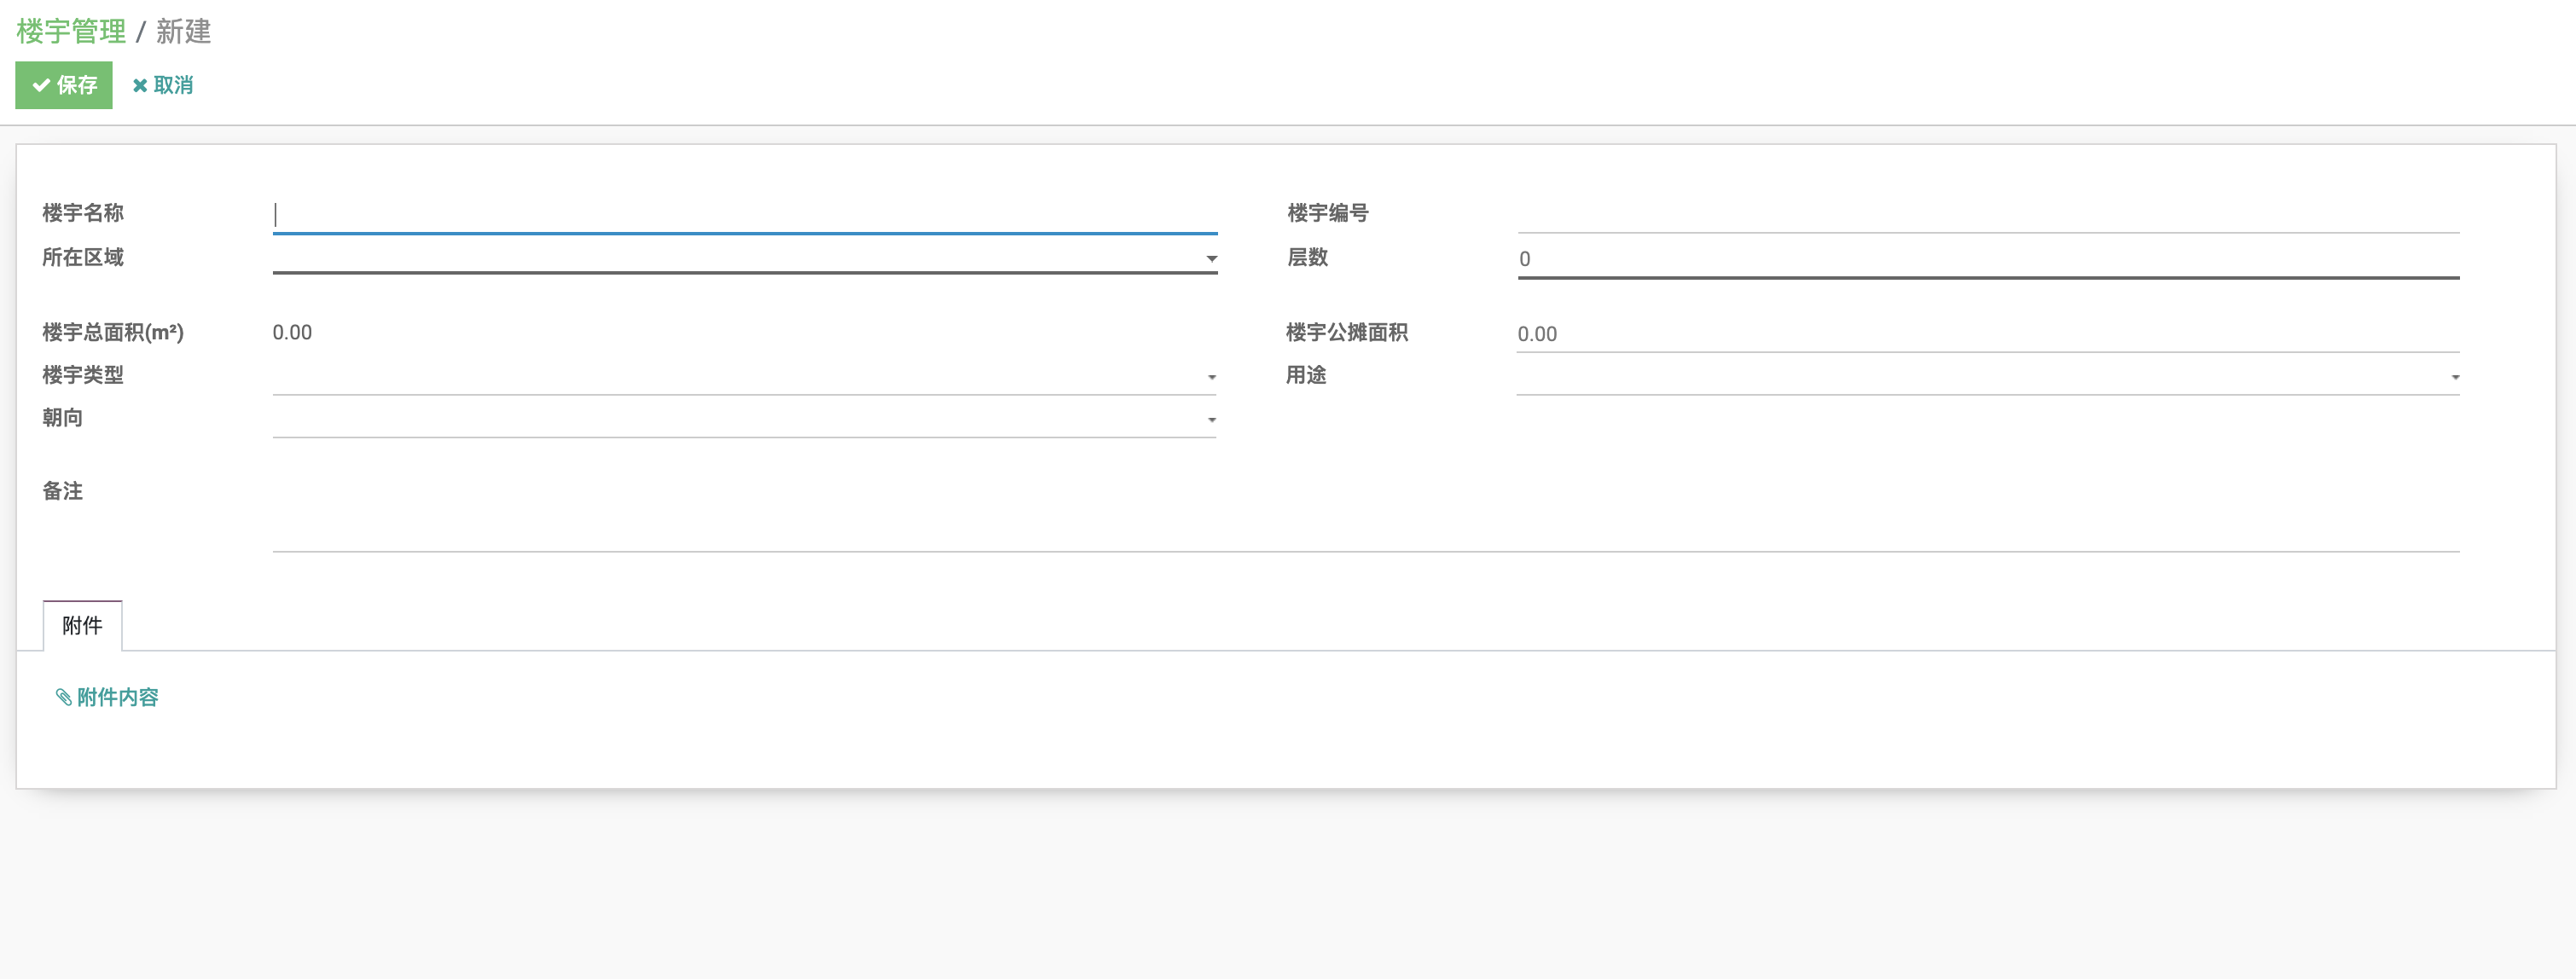 楼宇管理 / 新建
保存 取消
楼宇名称 楼宇编号
所在区域 层数 0
楼宇总面积(m²) 0.00 楼宇公摊面积 0.00
楼宇类型 用途
朝向
备注
附件
附件内容